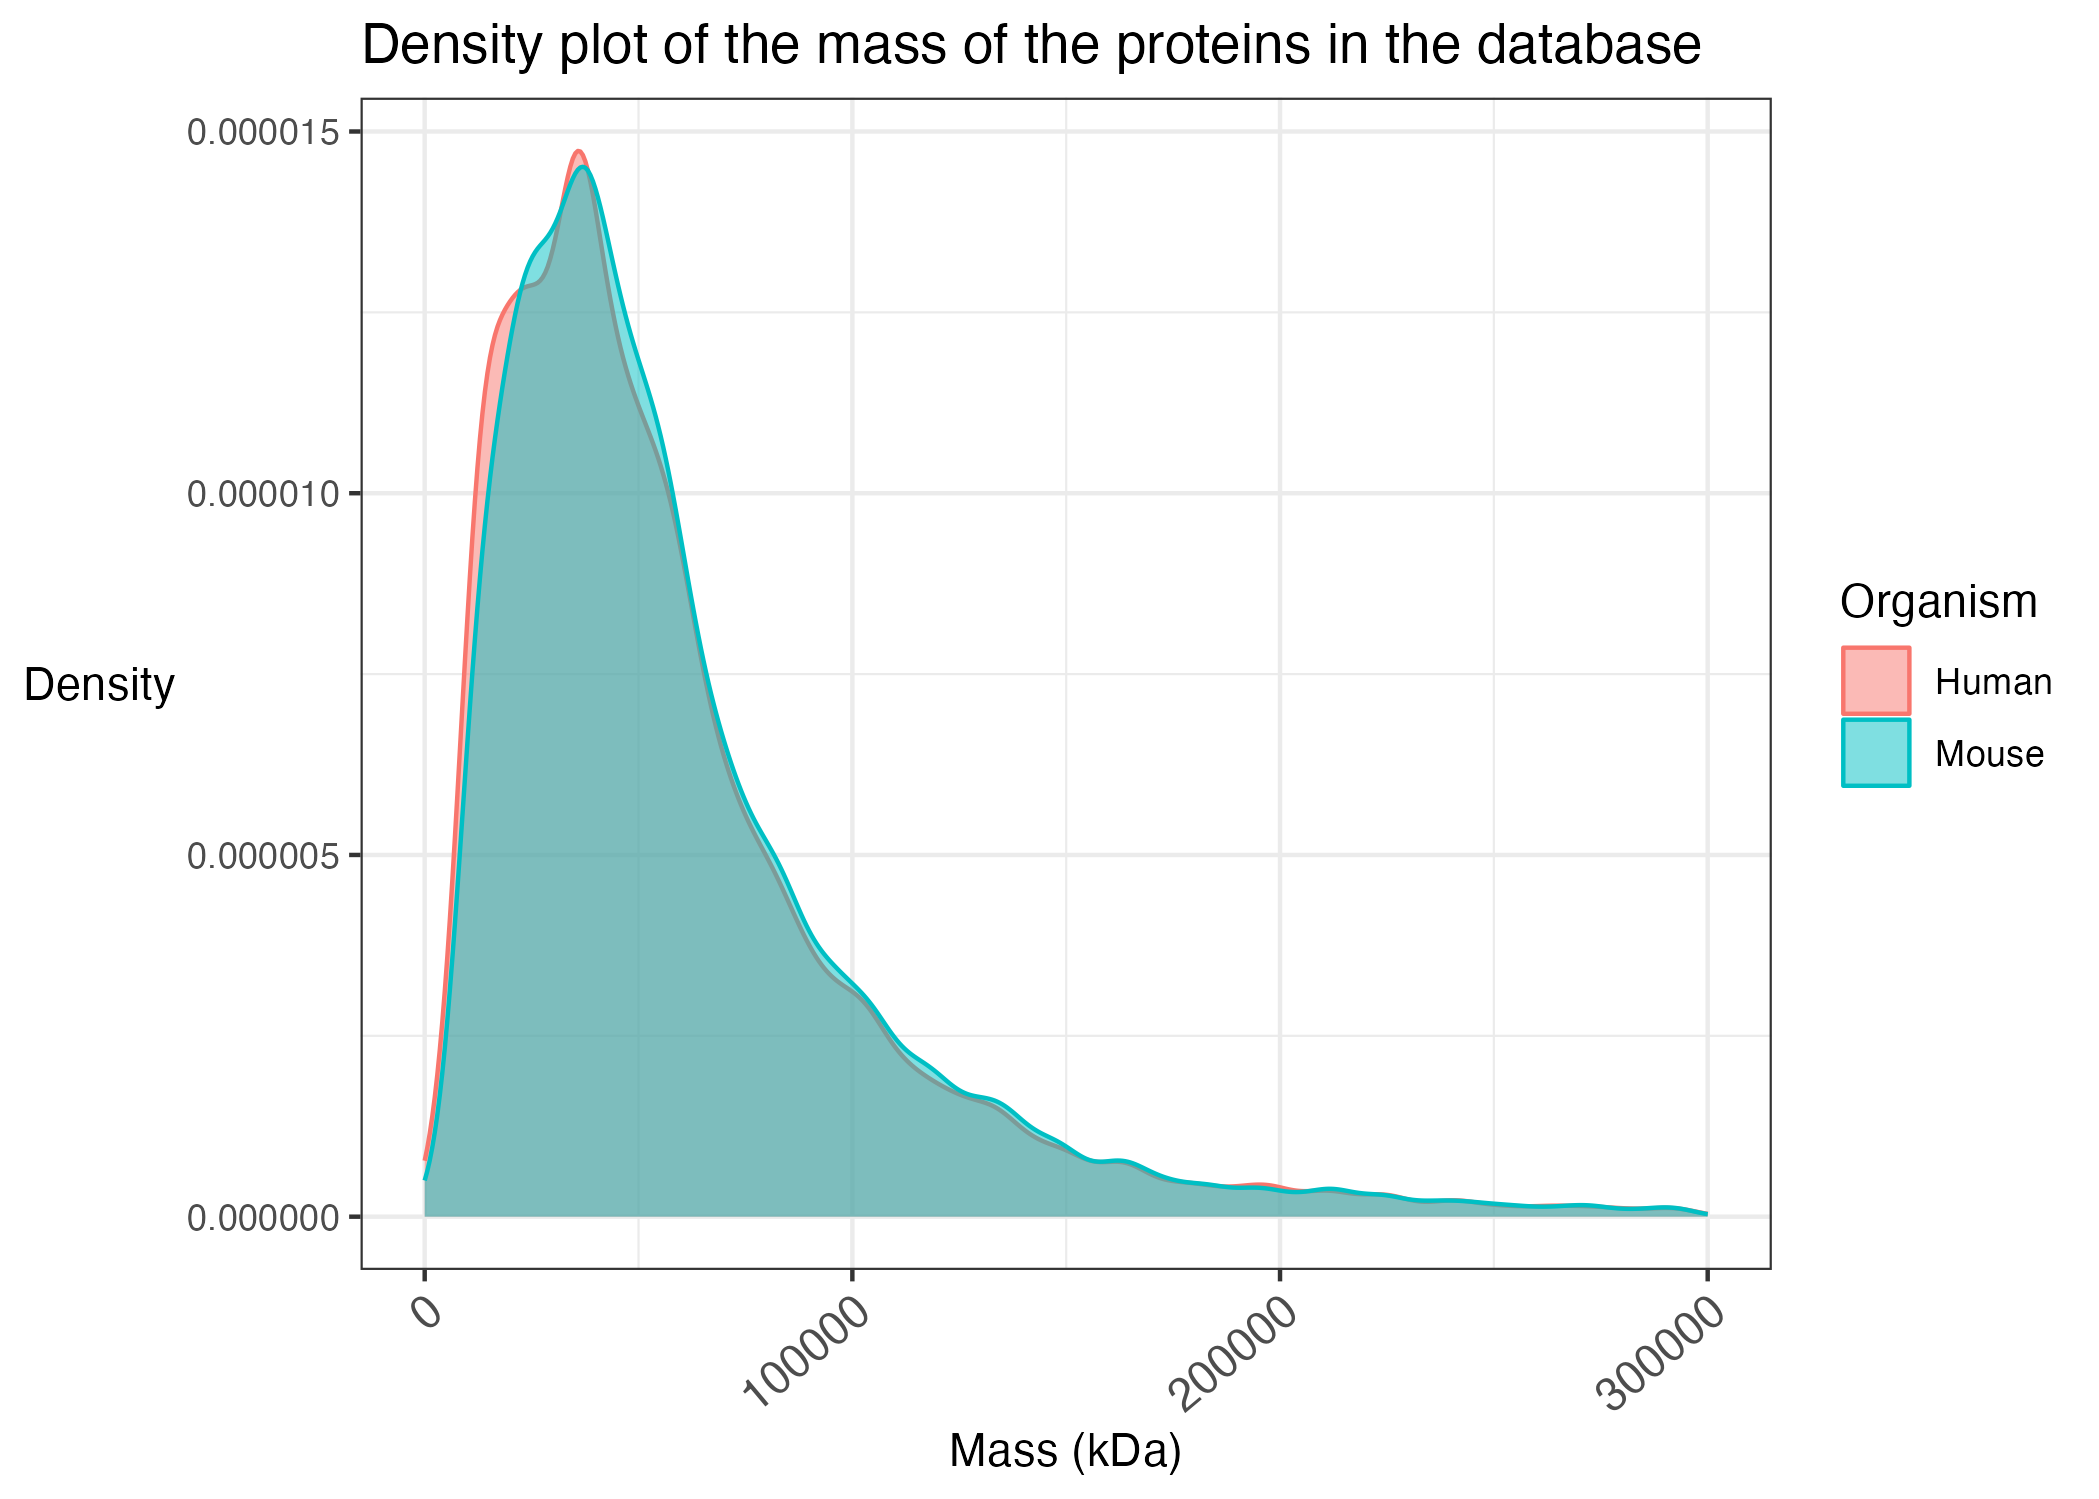 Density plot of the mass of the proteins in the database
0.000015
0.000010
0.000005
0.000000
Density
0
100000
200000
300000
Mass (kDa)
Organism
Human
Mouse